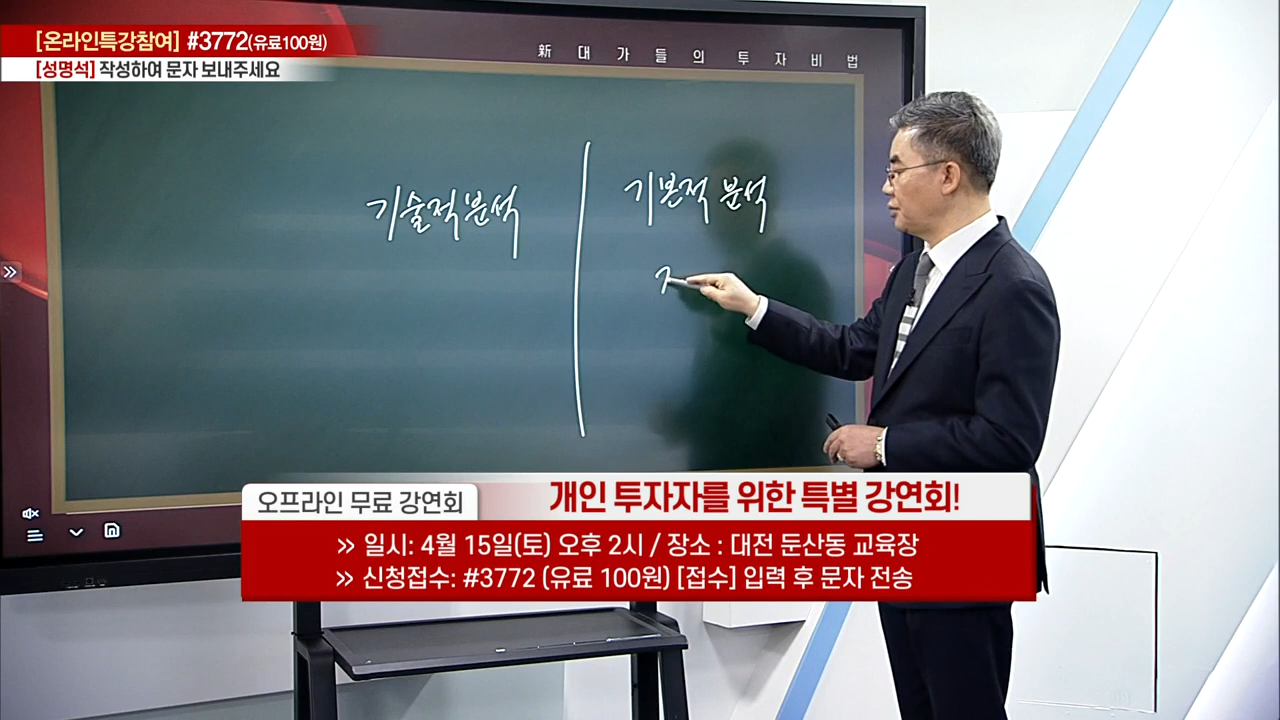 [온라인특강참여] #3772(유료100원)
[성명석] 작성하여 문자 보내주세요
新대가들의 투자비법
기술적분석
기본적 분석
오프라인 무료 강연회
개인 투자자를 위한 특별 강연회!
» 일시: 4월 15일(토) 오후 2시 / 장소 : 대전 둔산동 교육장
» 신청접수: #3772 (유료 100원) [접수] 입력 후 문자 전송